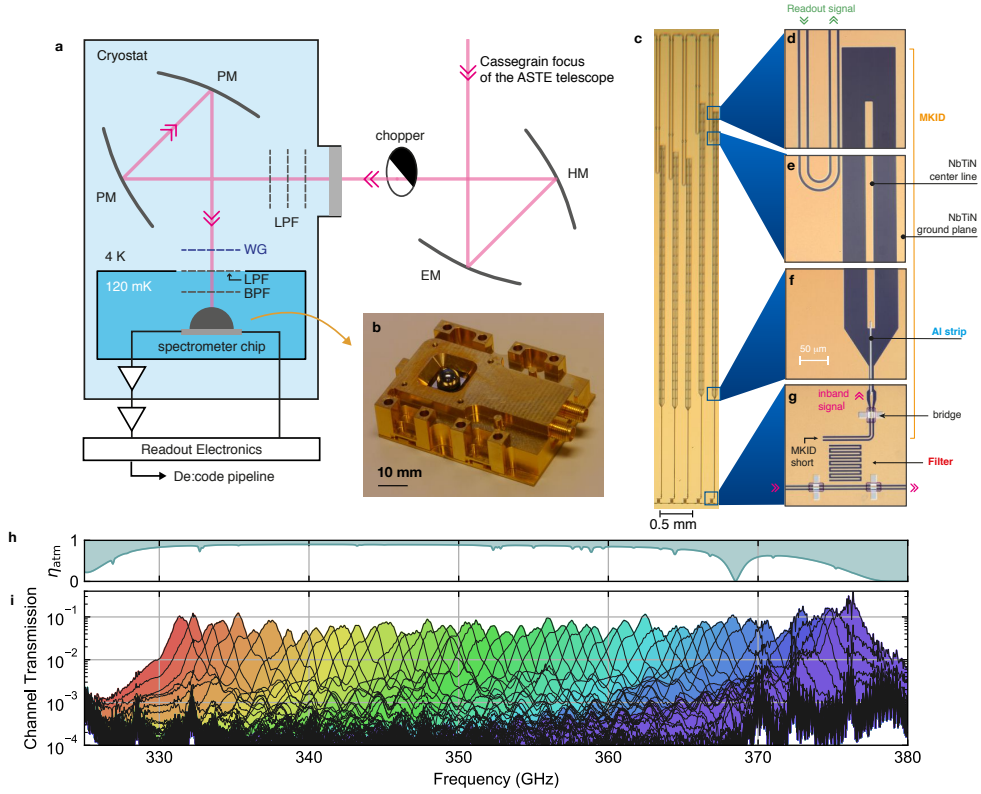 a
Cryostat
PM
PM
LPF
WG
4 K
LPF
120 mK
BPF
spectrometer chip
Readout Electronics
De:code pipeline
Cassegrain focus
of the ASTE telescope
chopper
HM
EM
b
10 mm
c
0.5 mm
Readout signal
d
MKID
e
NbTiN
center line
NbTiN
ground plane
f
Al strip
50 μm
g
inband
signal
bridge
MKID
short
Filter
h
1
η_atm
0
i
Channel Transmission
10⁻¹
10⁻²
10⁻³
10⁻⁴
330
340
350
360
370
380
Frequency (GHz)